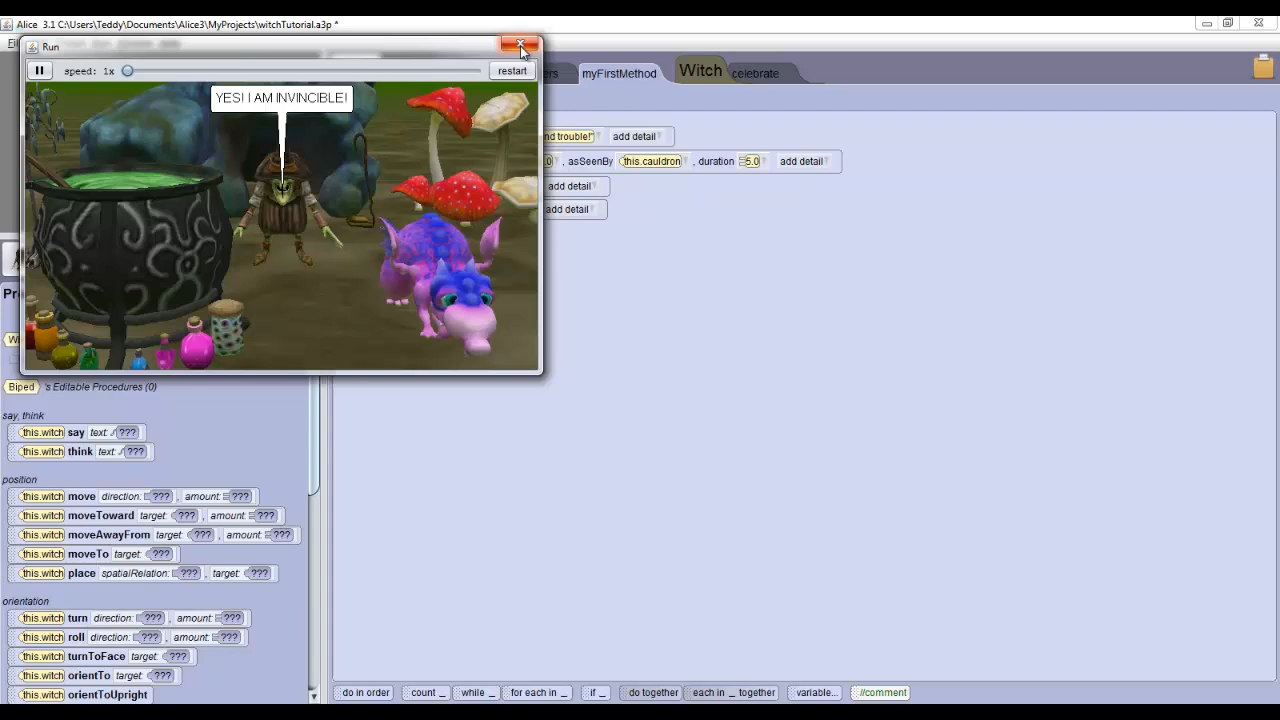 Alice 3.1 C:\Users\Teddy\Documents\Alice3\MyProjects\witchTutorial.a3p *
Run
speed: 1x
restart
YES! I AM INVINCIBLE!
ers
myFirstMethod
Witch
celebrate
nd trouble!" add detail
.0 , asSeenBy this.cauldron , duration 5.0 add detail
add detail
add detail
Pr
Wi
Biped 's Editable Procedures (0)
say, think
this.witch say text: ???
this.witch think text: ???
position
this.witch move direction: ??? , amount: ???
this.witch moveToward target: ??? , amount: ???
this.witch moveAwayFrom target: ??? , amount: ???
this.witch moveTo target: ???
this.witch place spatialRelation: ??? , target: ???
orientation
this.witch turn direction: ??? , amount: ???
this.witch roll direction: ??? , amount: ???
this.witch turnToFace target: ???
this.witch orientTo target: ???
this.witch orientToUpright
do in order count _ while _ for each in _ if _ do together each in _ together variable... //comment